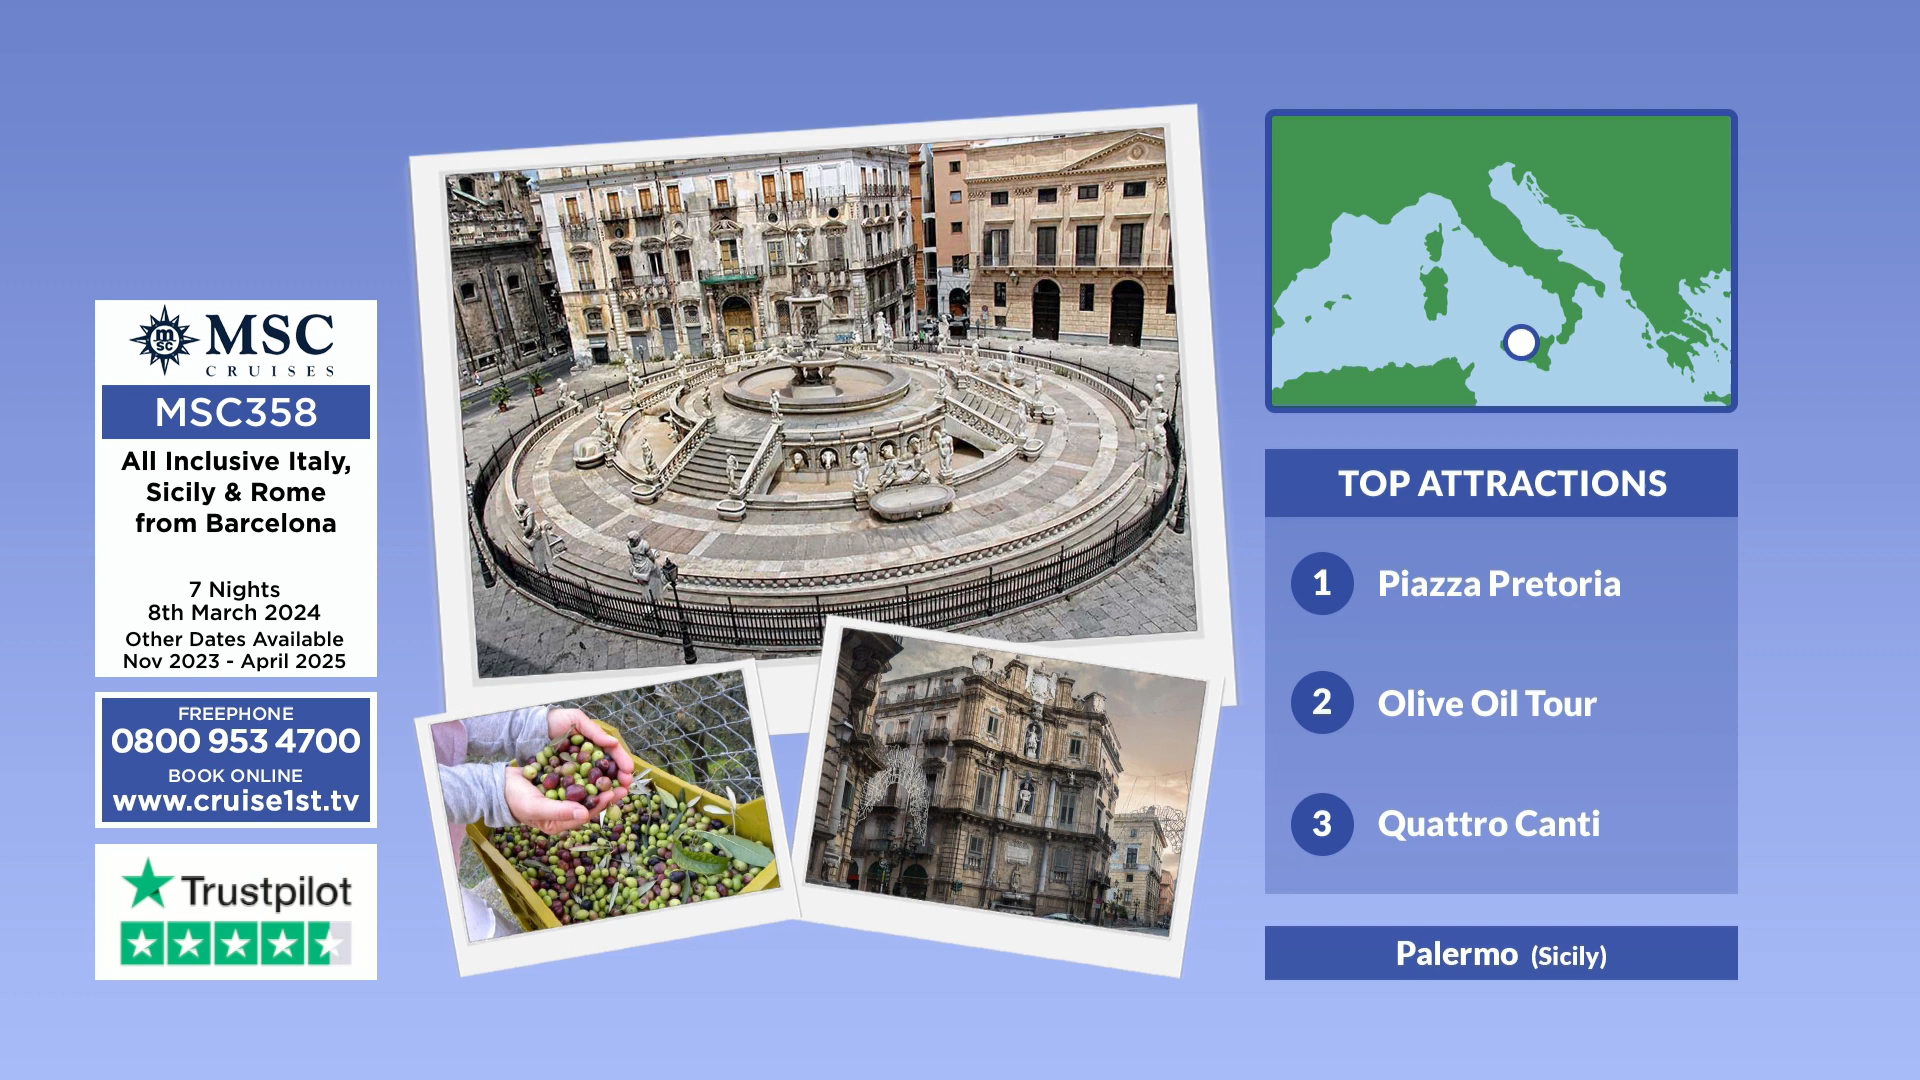 msc
MSC
CRUISES
MSC358
All Inclusive Italy,
Sicily & Rome
from Barcelona
7 Nights
8th March 2024
Other Dates Available
Nov 2023 - April 2025
FREEPHONE
0800 953 4700
BOOK ONLINE
www.cruise1st.tv
Trustpilot
TOP ATTRACTIONS
1 Piazza Pretoria
2 Olive Oil Tour
3 Quattro Canti
Palermo (Sicily)